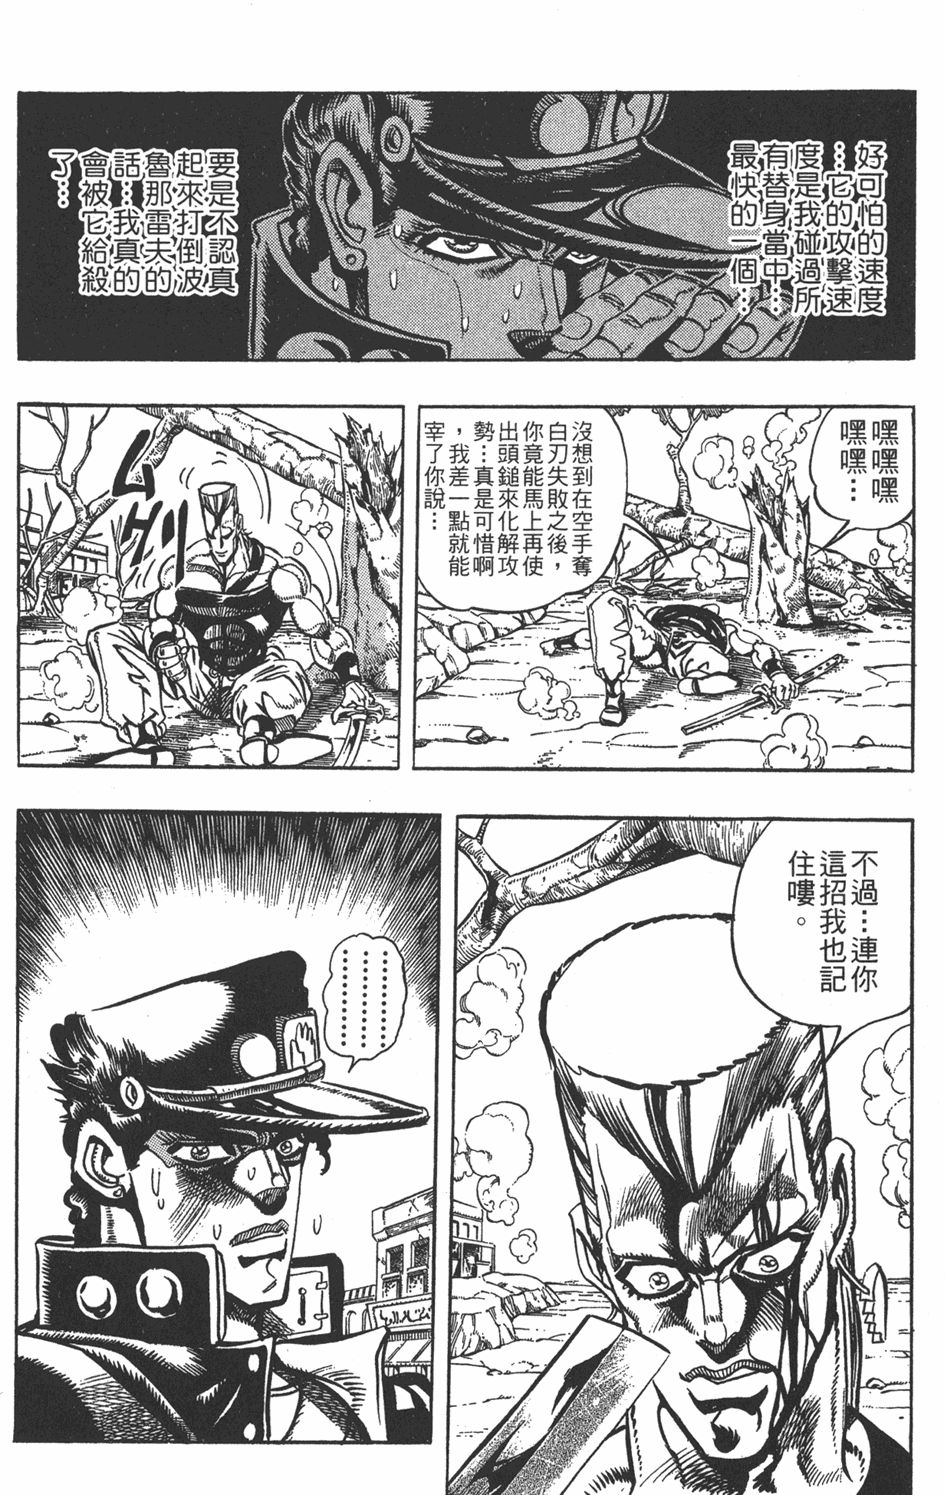 好可怕的速度
…它的攻擊速
度是我碰過所
有替身當中…
最快的一個…
要是不認真
起來打倒波
魯那雷夫的
話…我真的
會被它給殺
了…
嘿嘿嘿
嘿嘿…
沒想到在空手奪
白刃失敗之後，
你竟能馬上再使
出頭鎚來化解攻
勢…真是可惜啊
，我差一點就能
宰了你說…
ムグッ
不過…連你
這招我也記
住嘍。
………………
………………